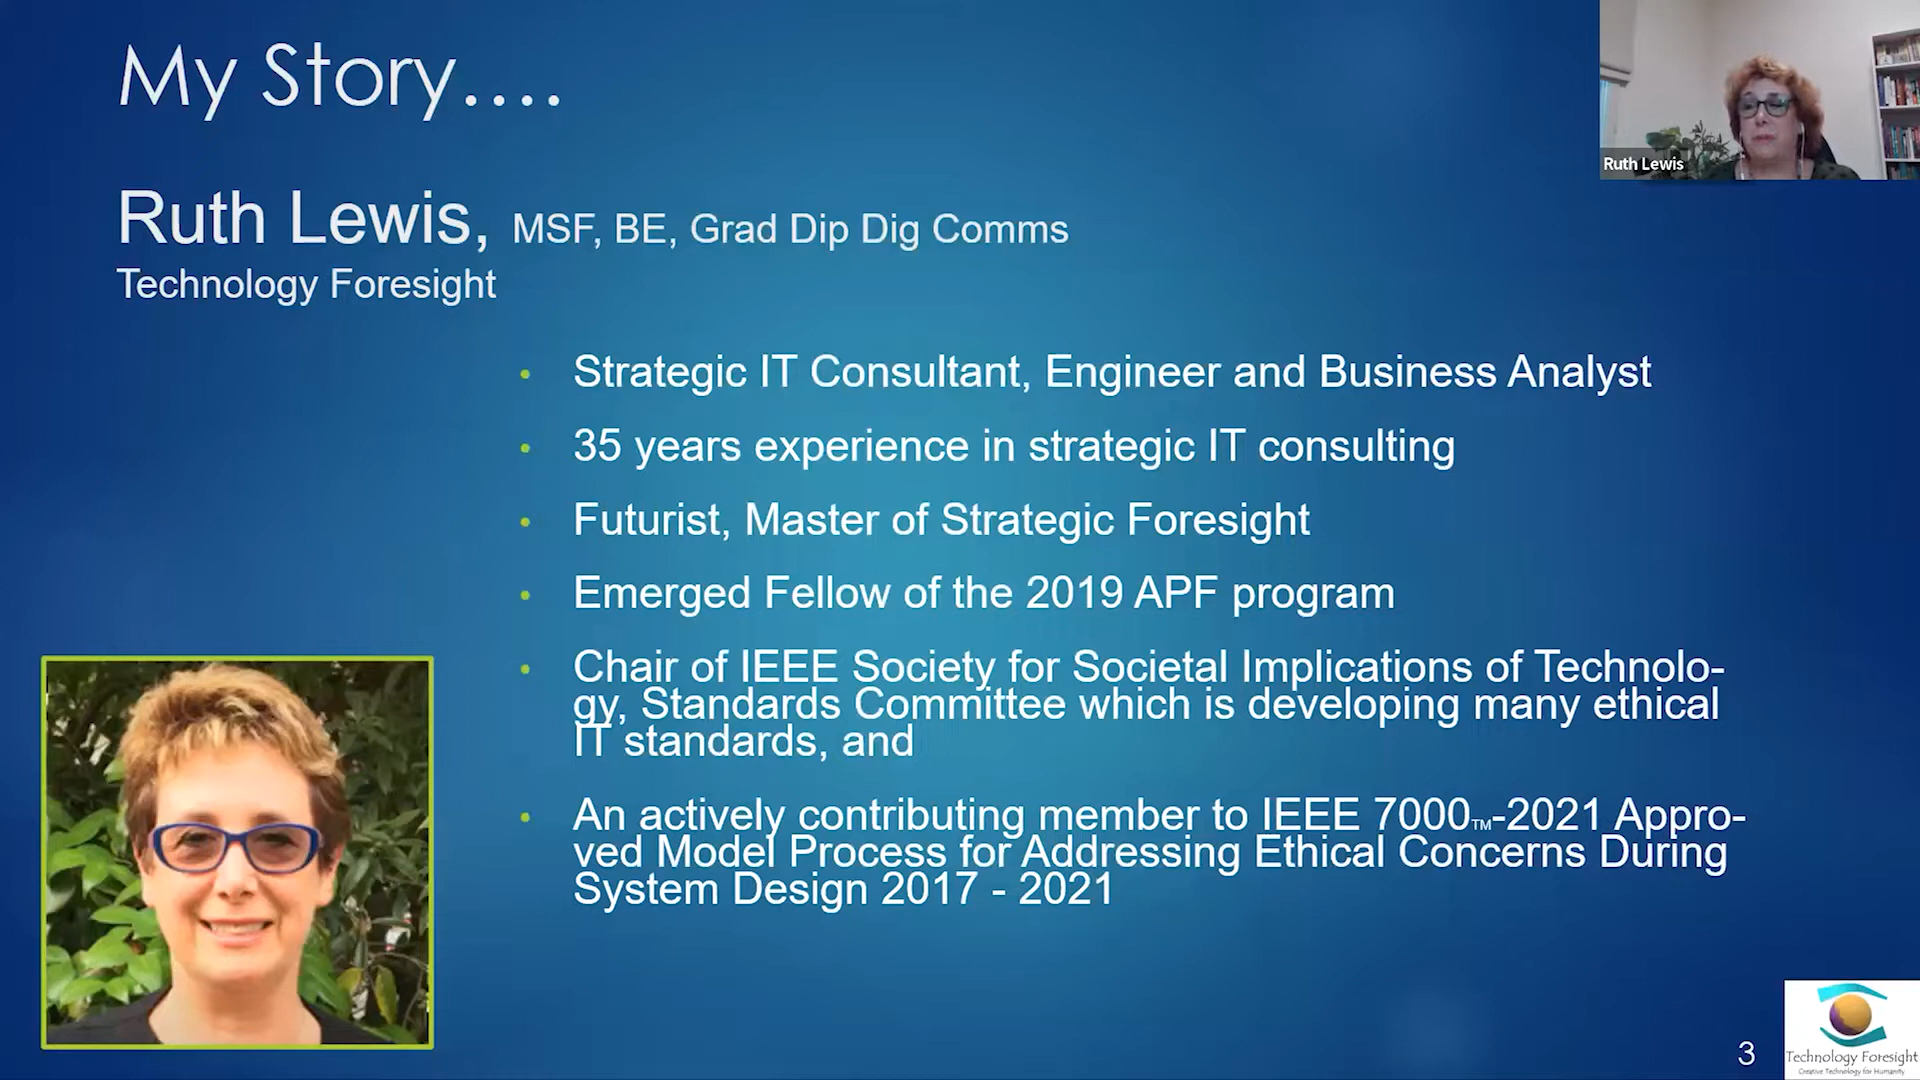 My Story....
Ruth Lewis
Ruth Lewis, MSF, BE, Grad Dip Dig Comms
Technology Foresight
• Strategic IT Consultant, Engineer and Business Analyst
• 35 years experience in strategic IT consulting
• Futurist, Master of Strategic Foresight
• Emerged Fellow of the 2019 APF program
• Chair of IEEE Society for Societal Implications of Technolo-
gy, Standards Committee which is developing many ethical
IT standards, and
• An actively contributing member to IEEE 7000™-2021 Appro-
ved Model Process for Addressing Ethical Concerns During
System Design 2017 - 2021
3
Technology Foresight
Creative Technology for Humanity